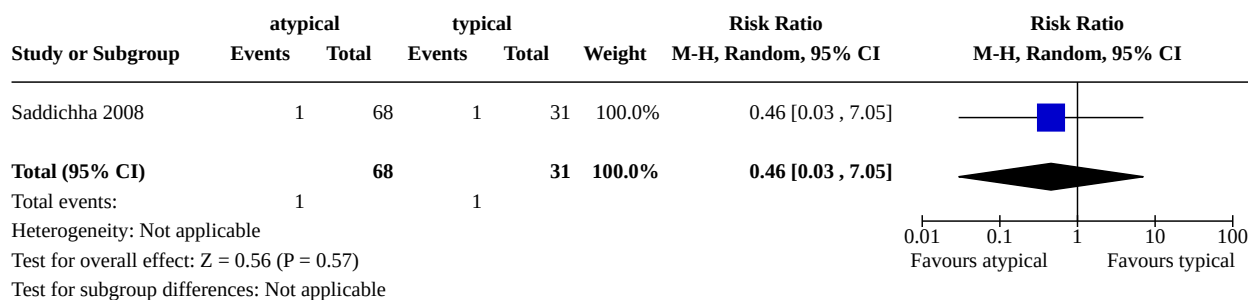 atypical typical Risk Ratio Risk Ratio
Study or Subgroup Events Total Events Total Weight M-H, Random, 95% CI M-H, Random, 95% CI
Saddichha 2008 1 68 1 31 100.0% 0.46 [0.03 , 7.05]
Total (95% CI) 68 31 100.0% 0.46 [0.03 , 7.05]
Total events: 1 1
Heterogeneity: Not applicable
0.01 0.1 1 10 100
Test for overall effect: Z = 0.56 (P = 0.57) Favours atypical Favours typical
Test for subgroup differences: Not applicable